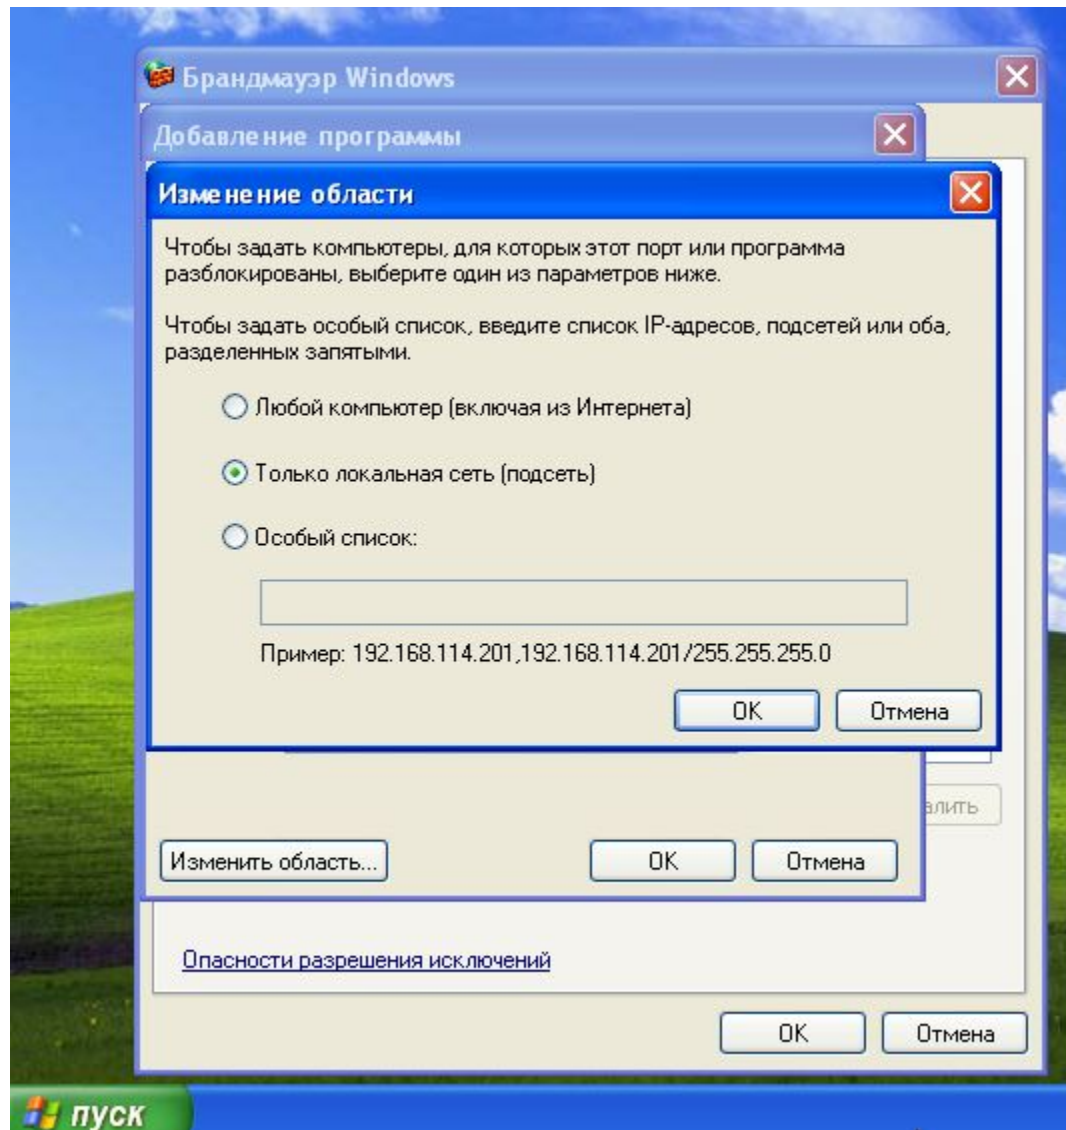 Брандмауэр Windows
Добавление программы
Изменение области
Чтобы задать компьютеры, для которых этот порт или программа
разблокированы, выберите один из параметров ниже.
Чтобы задать особый список, введите список IP-адресов, подсетей или оба,
разделенных запятыми.
Любой компьютер (включая из Интернета)
Только локальная сеть (подсеть)
Особый список:
Пример: 192.168.114.201,192.168.114.201/255.255.255.0
OK Отмена
Изменить область... OK Отмена
Опасности разрешения исключений
OK Отмена
пуск